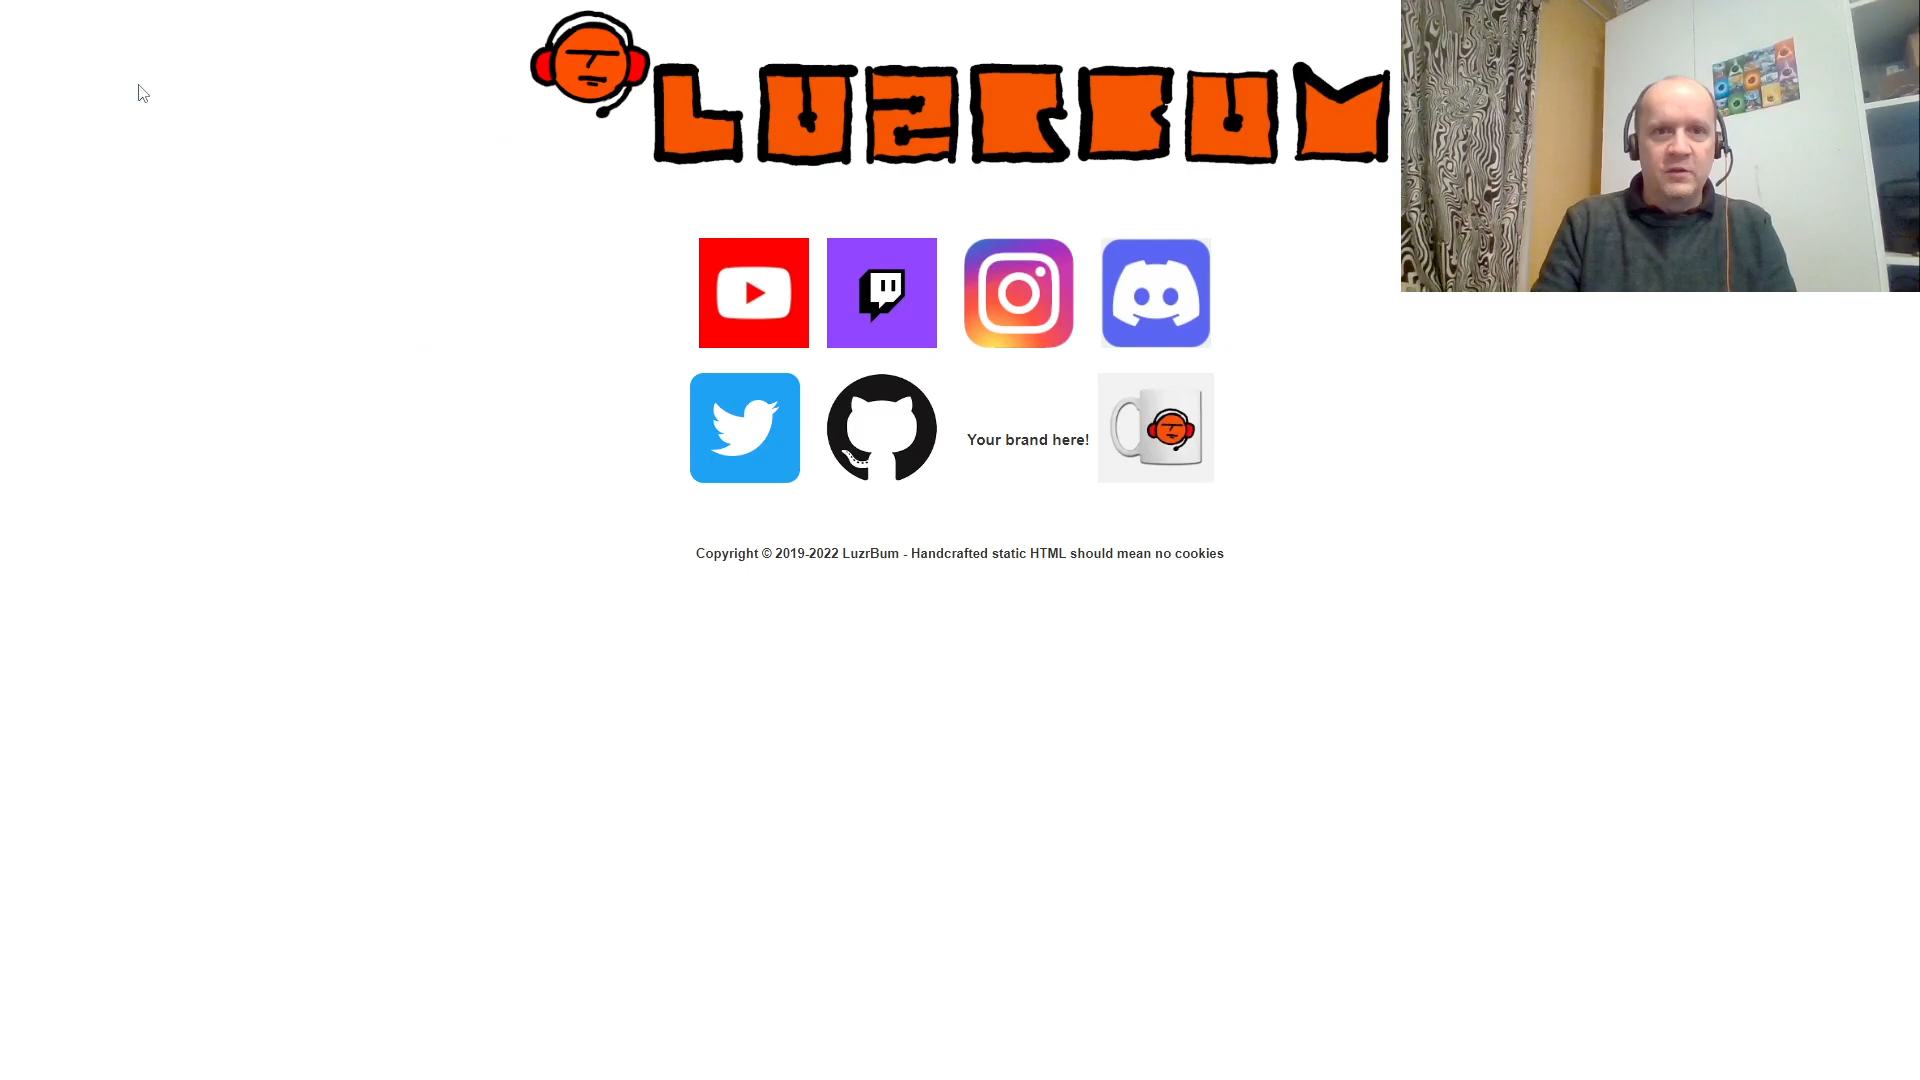 LUZRBUM
Your brand here!
Copyright © 2019-2022 LuzrBum - Handcrafted static HTML should mean no cookies